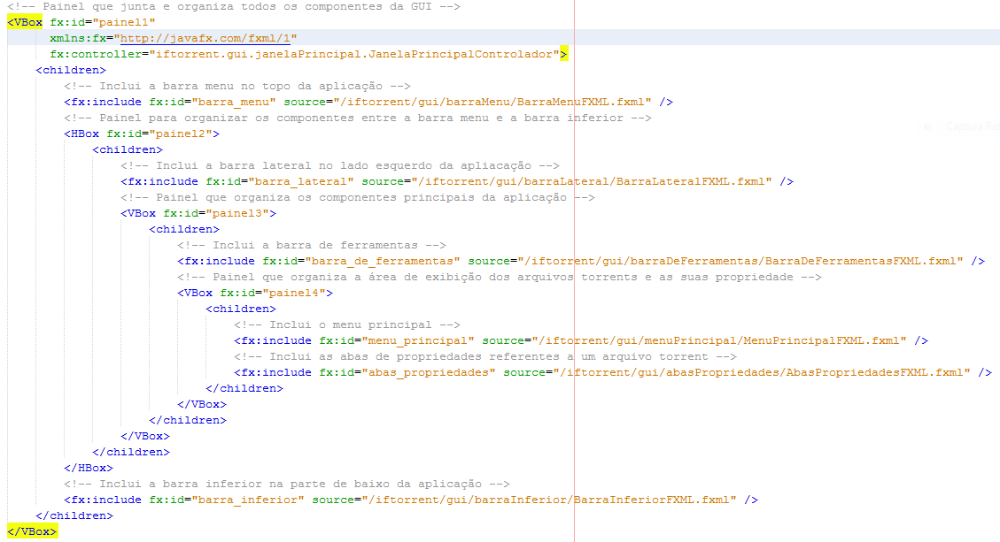 <!-- Painel que junta e organiza todos os componentes da GUI -->
<VBox fx:id="painel1"
      xmlns:fx="http://javafx.com/fxml/1"
      fx:controller="iftorrent.gui.janelaPrincipal.JanelaPrincipalControlador">
    <children>
        <!-- Inclui a barra menu no topo da aplicação -->
        <fx:include fx:id="barra_menu" source="/iftorrent/gui/barraMenu/BarraMenuFXML.fxml" />
        <!-- Painel para organizar os componentes entre a barra menu e a barra inferior -->
        <HBox fx:id="painel2">
            <children>
                <!-- Inclui a barra lateral no lado esquerdo da apliacação -->
                <fx:include fx:id="barra_lateral" source="/iftorrent/gui/barraLateral/BarraLateralFXML.fxml" />
                <!-- Painel que organiza os componentes principais da aplicação -->
                <VBox fx:id="painel3">
                    <children>
                        <!-- Inclui a barra de ferramentas -->
                        <fx:include fx:id="barra_de_ferramentas" source="/iftorrent/gui/barraDeFerramentas/BarraDeFerramentasFXML.fxml" />
                        <!-- Painel que organiza a área de exibição dos arquivos torrents e as suas propriedade -->
                        <VBox fx:id="painel4">
                            <children>
                                <!-- Inclui o menu principal -->
                                <fx:include fx:id="menu_principal" source="/iftorrent/gui/menuPrincipal/MenuPrincipalFXML.fxml" />
                                <!-- Inclui as abas de propriedades referentes a um arquivo torrent -->
                                <fx:include fx:id="abas_propriedades" source="/iftorrent/gui/abasPropriedades/AbasPropriedadesFXML.fxml" />
                            </children>
                        </VBox>
                    </children>
                </VBox>
            </children>
        </HBox>
        <!-- Inclui a barra inferior na parte de baixo da aplicação -->
        <fx:include fx:id="barra_inferior" source="/iftorrent/gui/barraInferior/BarraInferiorFXML.fxml" />
    </children>
</VBox>